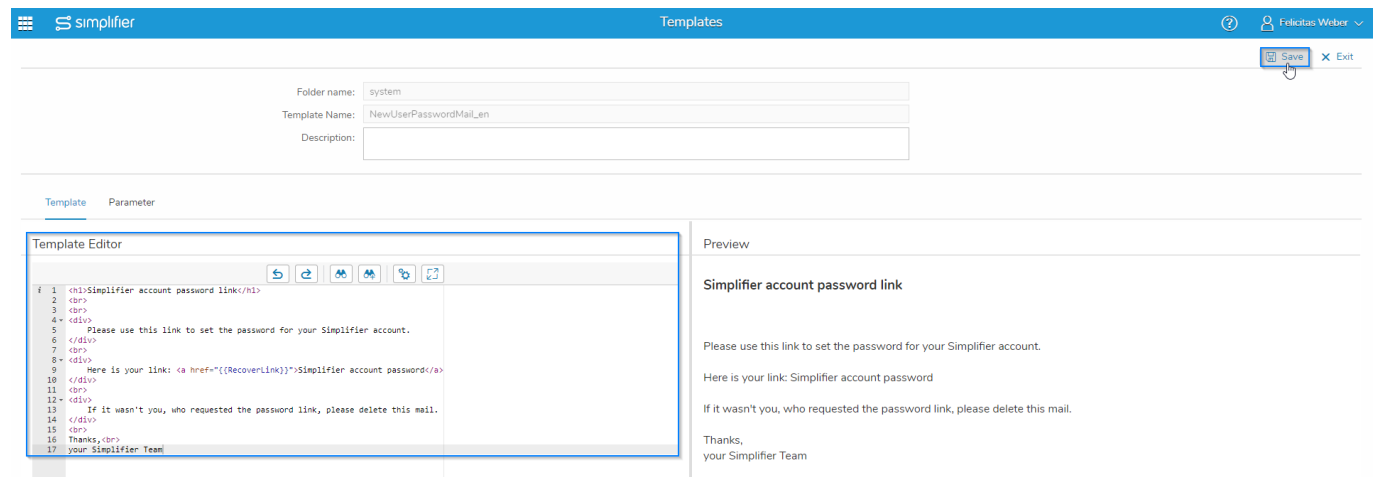 simplifier Templates Felicitas Weber
Save Exit
Folder name: system
Template Name: NewUserPasswordMail_en
Description:
Template Parameter
Template Editor
i 1 <h1>Simplifier account password link</h1>
2 <br>
3 <br>
4 <div>
5 Please use this link to set the password for your Simplifier account.
6 </div>
7 <br>
8 <div>
9 Here is your link: <a href="{{RecoverLink}}">Simplifier account password</a>
10 </div>
11 <br>
12 <div>
13 If it wasn't you, who requested the password link, please delete this mail.
14 </div>
15 <br>
16 Thanks,<br>
17 your Simplifier Team
Preview
Simplifier account password link
Please use this link to set the password for your Simplifier account.
Here is your link: Simplifier account password
If it wasn't you, who requested the password link, please delete this mail.
Thanks,
your Simplifier Team